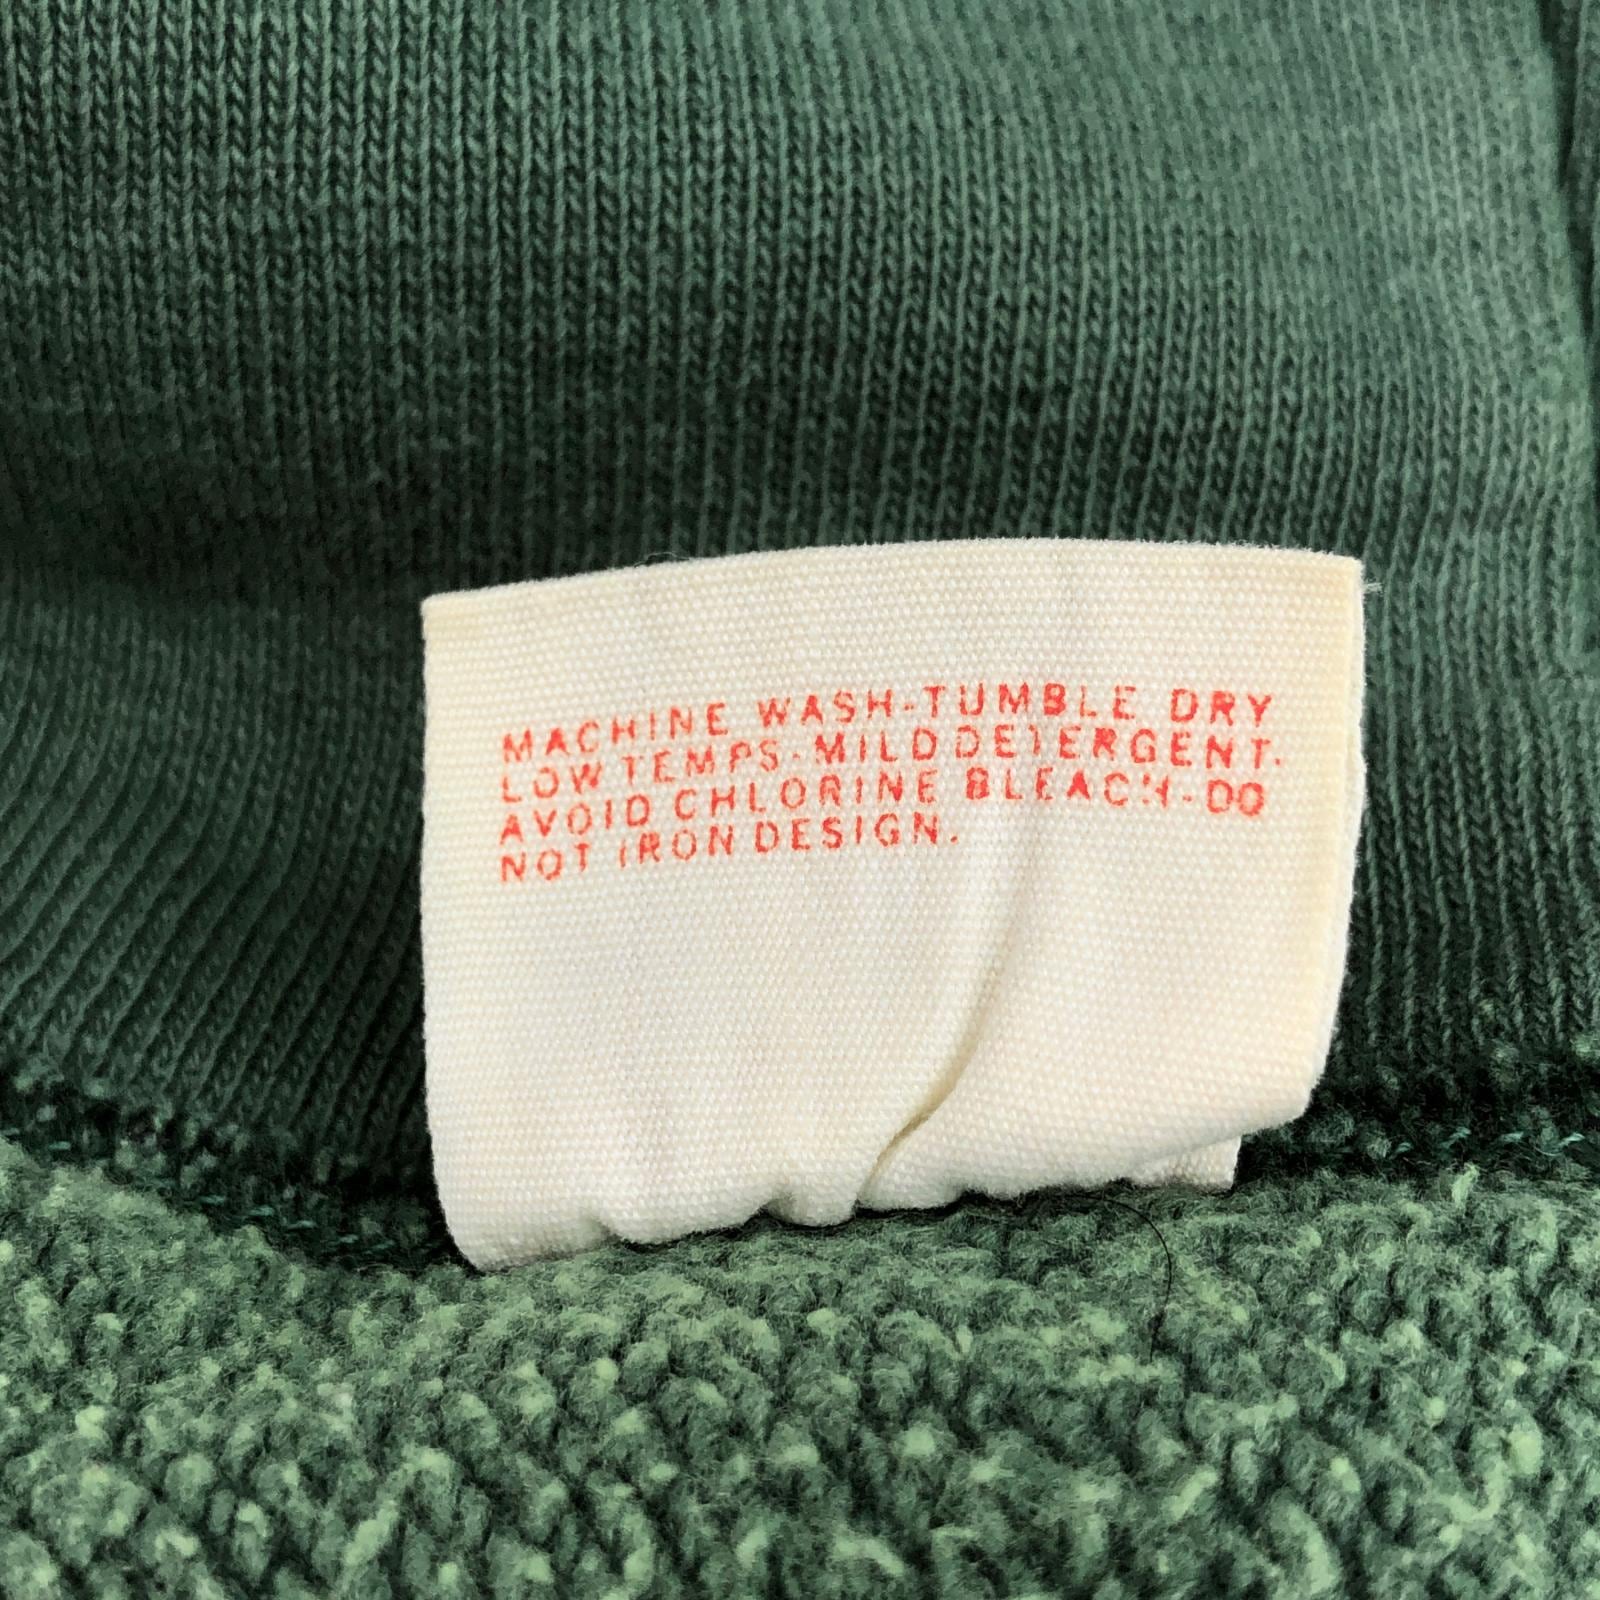 MACHINE WASH-TUMBLE DRY
LOW TEMPS-MILD DETERGENT.
AVOID CHLORINE BLEACH-DO
NOT IRON DESIGN.